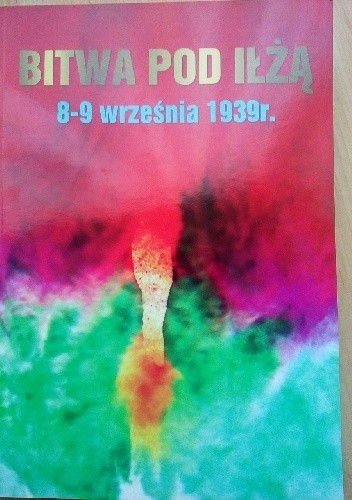 BITWA POD IŁŻĄ
8-9 września 1939r.